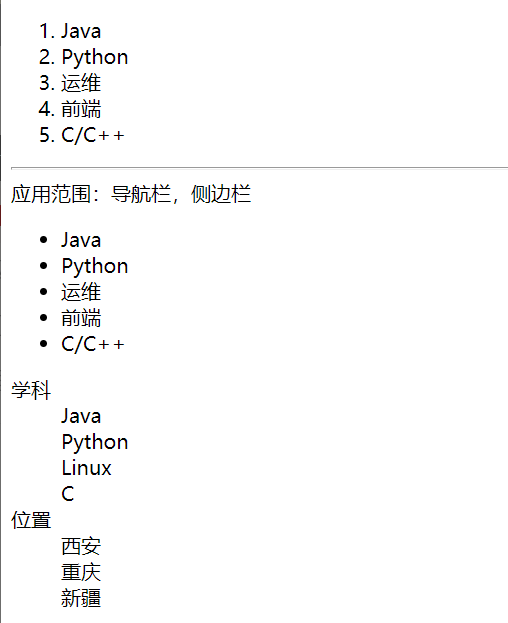 1. Java
2. Python
3. 运维
4. 前端
5. C/C++
应用范围：导航栏，侧边栏
• Java
• Python
• 运维
• 前端
• C/C++
学科
Java
Python
Linux
C
位置
西安
重庆
新疆